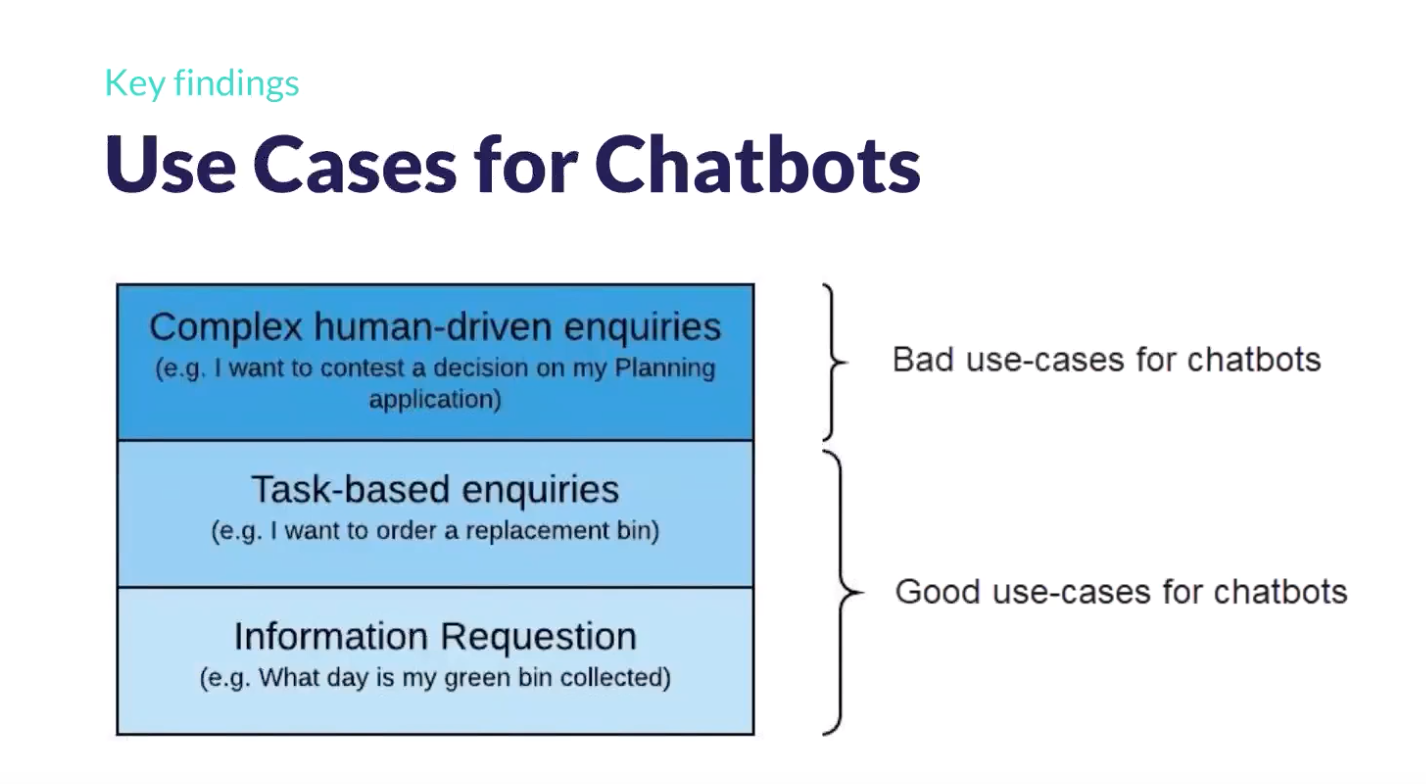 Key findings
Use Cases for Chatbots
Complex human-driven enquiries
(e.g. I want to contest a decision on my Planning
application)
Bad use-cases for chatbots
Task-based enquiries
(e.g. I want to order a replacement bin)
Information Requestion
(e.g. What day is my green bin collected)
Good use-cases for chatbots